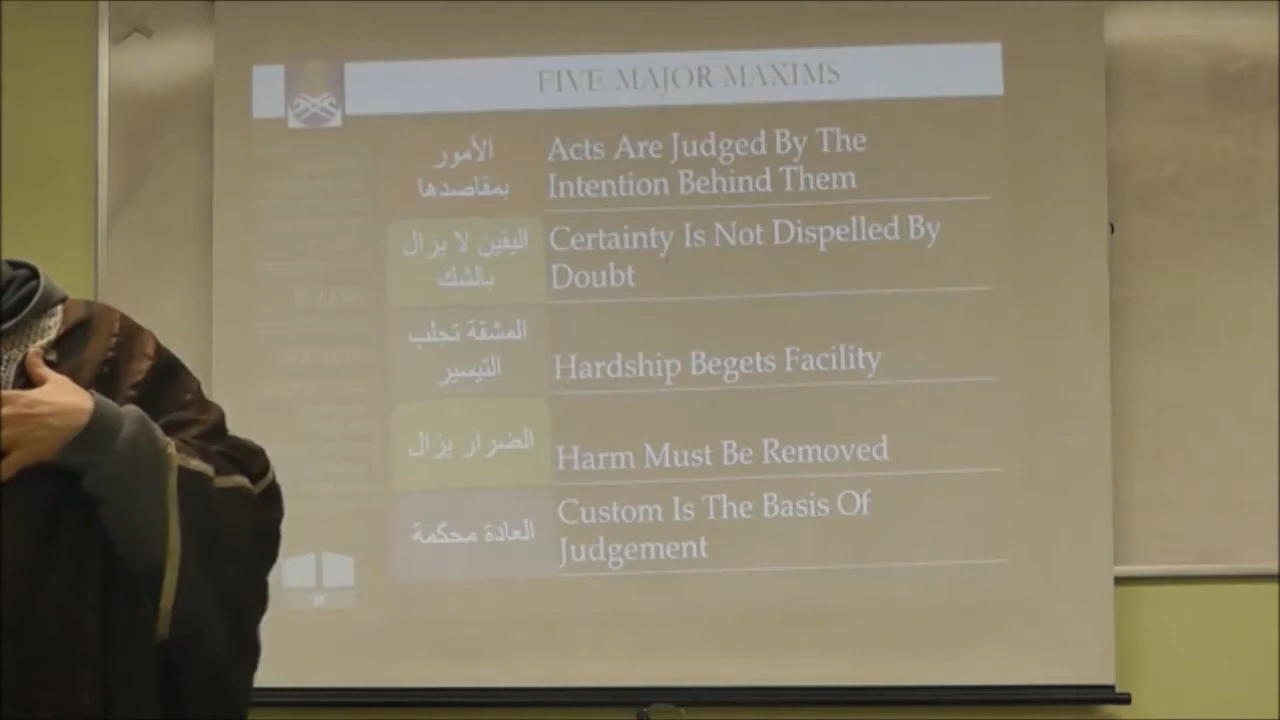 FIVE MAJOR MAXIMS
الأمور
بمقاصدها
Acts Are Judged By The
Intention Behind Them
اليقين لا يزال
بالشك
Certainty Is Not Dispelled By
Doubt
المشقة تجلب
التيسير
Hardship Begets Facility
الضرار يزال
Harm Must Be Removed
العادة محكمة
Custom Is The Basis Of
Judgement